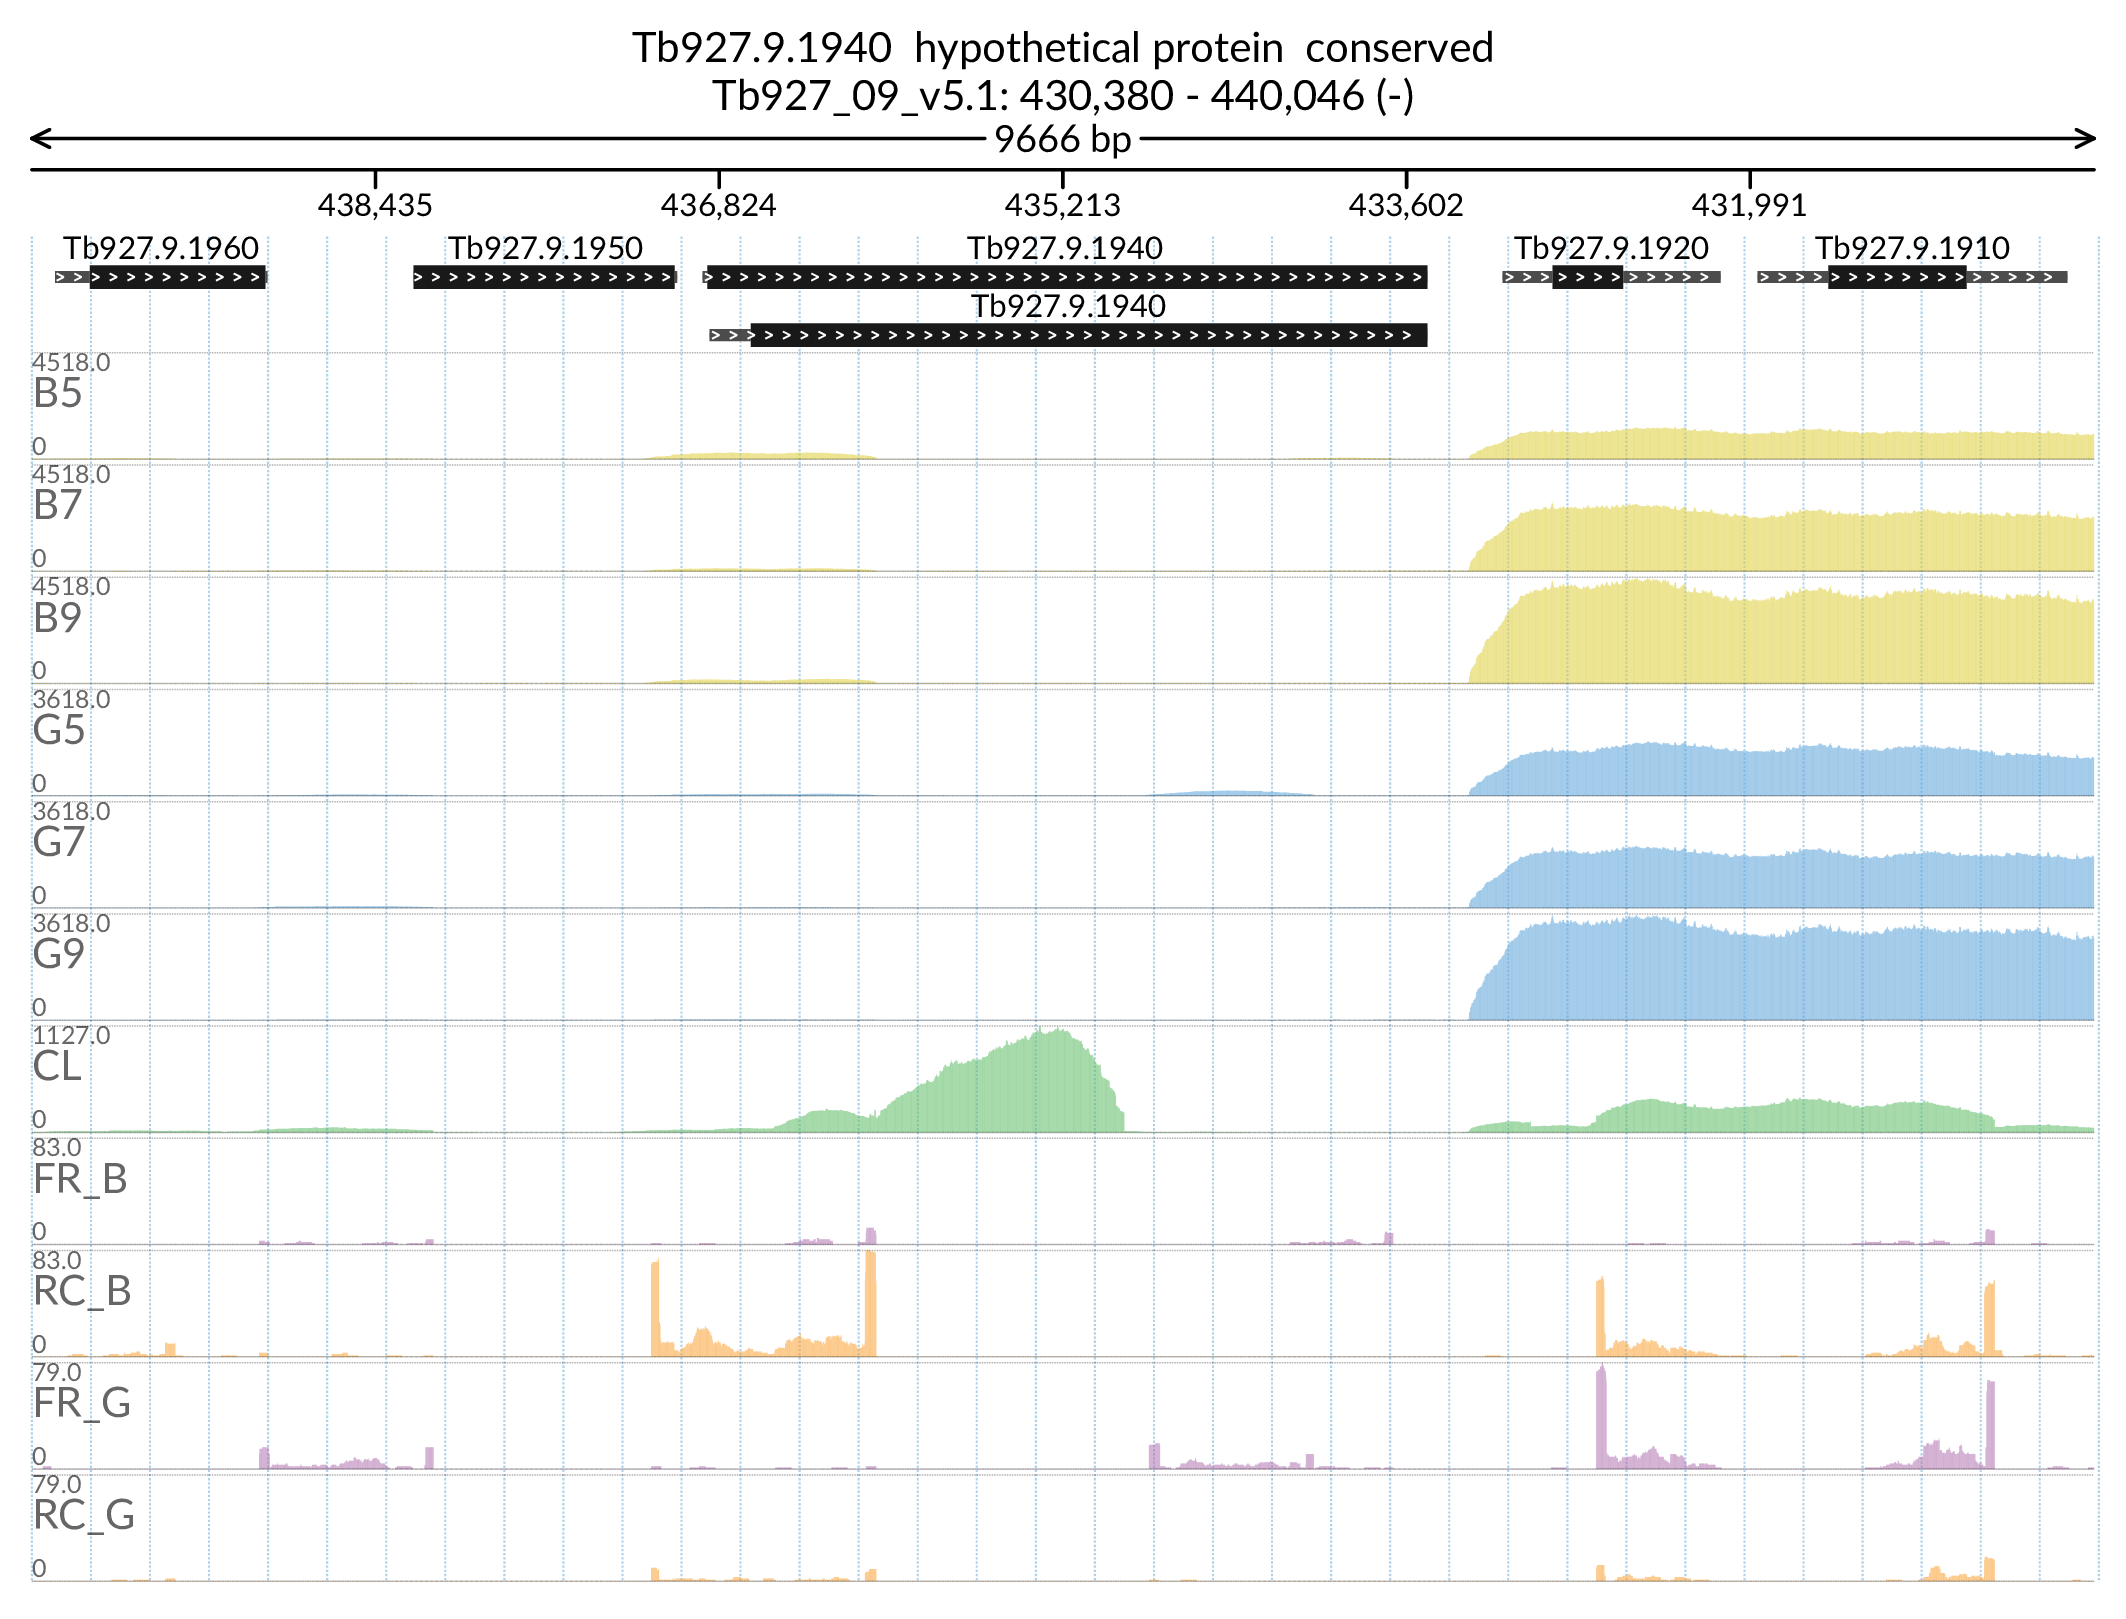 Tb927.9.1940  hypothetical protein  conserved
Tb927_09_v5.1: 430,380 - 440,046 (-)
9666 bp
438,435 436,824 435,213 433,602 431,991
Tb927.9.1960 Tb927.9.1950 Tb927.9.1940 Tb927.9.1920 Tb927.9.1910
Tb927.9.1940
4518.0
B5
0
4518.0
B7
0
4518.0
B9
0
3618.0
G5
0
3618.0
G7
0
3618.0
G9
0
1127.0
CL
0
83.0
FR_B
0
83.0
RC_B
0
79.0
FR_G
0
79.0
RC_G
0